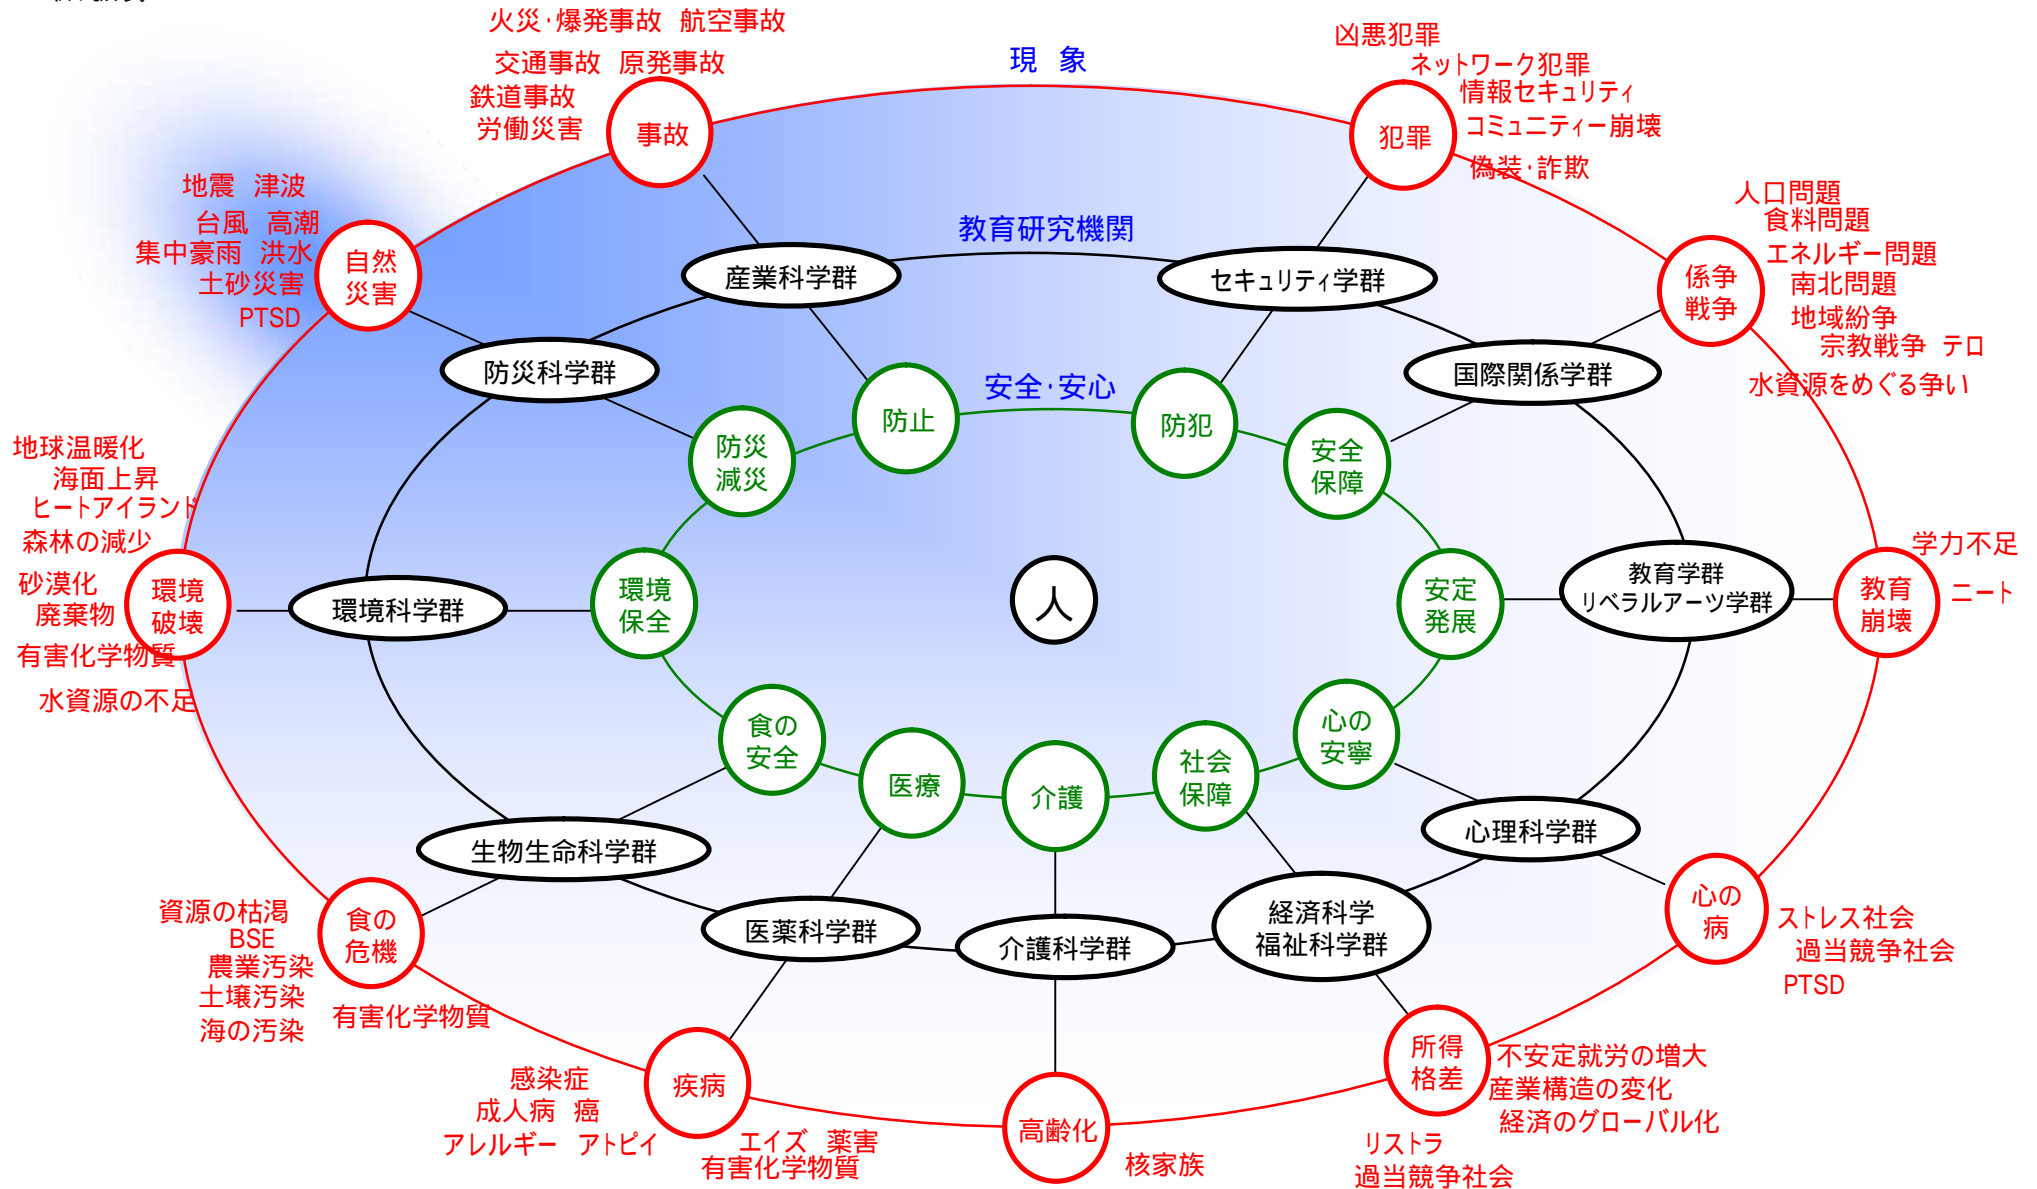 火災・爆発事故 航空事故
交通事故 原発事故
鉄道事故
労働災害
事故
現 象
凶悪犯罪
ネットワーク犯罪
情報セキュリティ
コミュニティー崩壊
偽装・詐欺
犯罪
地震 津波
台風 高潮
集中豪雨 洪水
土砂災害
PTSD
自然
災害
教育研究機関
産業科学群
セキュリティ学群
人口問題
食料問題
エネルギー問題
南北問題
地域紛争
宗教戦争 テロ
水資源をめぐる争い
係争
戦争
防災科学群
国際関係学群
安全・安心
防止
防犯
防災
減災
安全
保障
地球温暖化
海面上昇
ヒートアイランド
森林の減少
砂漠化
廃棄物
有害化学物質
水資源の不足
環境
破壊
環境科学群
環境
保全
人
安定
発展
教育学群
リベラルアーツ学群
教育
崩壊
学力不足
ニート
食の
安全
医療
介護
社会
保障
心の
安寧
生物生命科学群
医薬科学群
介護科学群
経済科学
福祉科学群
心理科学群
資源の枯渇
BSE
農業汚染
土壌汚染
海の汚染
有害化学物質
食の
危機
心の
病
ストレス社会
過当競争社会
PTSD
感染症
成人病 癌
アレルギー アトピイ
エイズ 薬害
有害化学物質
疾病
高齢化
核家族
所得
格差
不安定就労の増大
産業構造の変化
経済のグローバル化
リストラ
過当競争社会